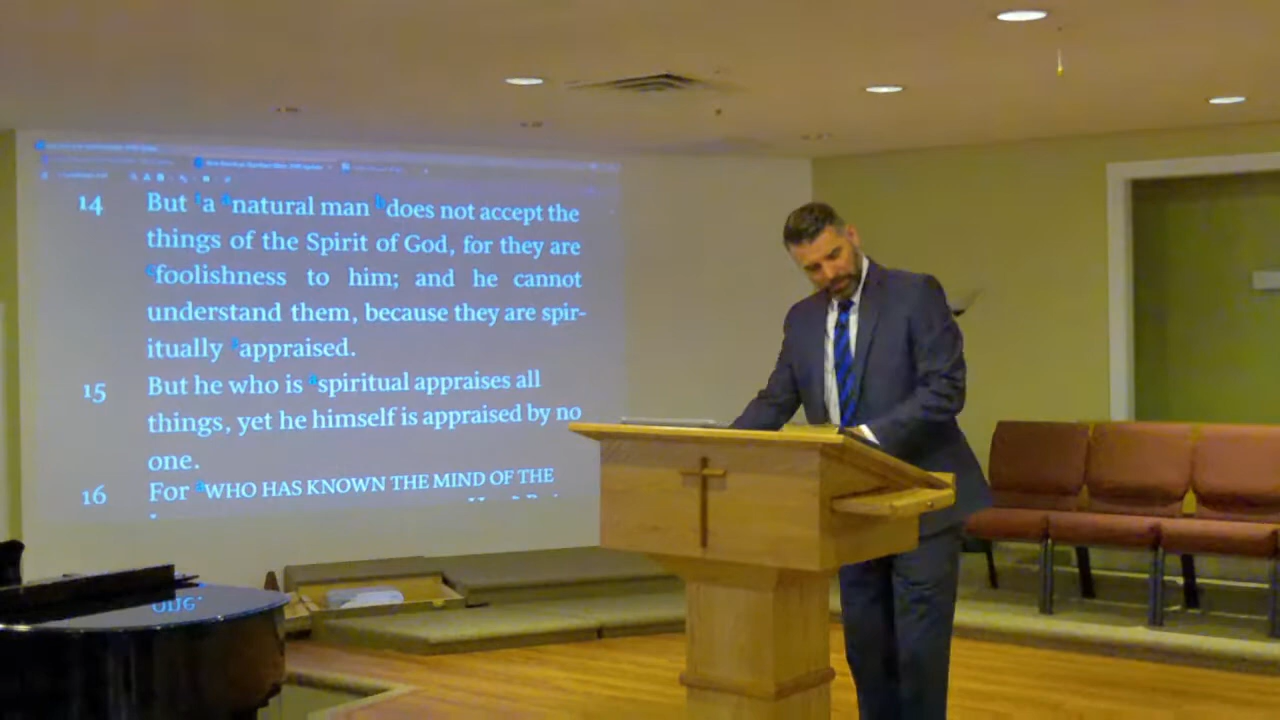 14 But a natural man does not accept the
things of the Spirit of God, for they are
foolishness to him; and he cannot
understand them, because they are spir-
itually appraised.
15 But he who is spiritual appraises all
things, yet he himself is appraised by no
one.
16 For WHO HAS KNOWN THE MIND OF THE